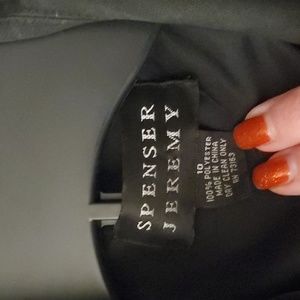 SPENSER
JEREMY
10
100% POLYESTER
MADE IN CHINA
DRY CLEAN ONLY